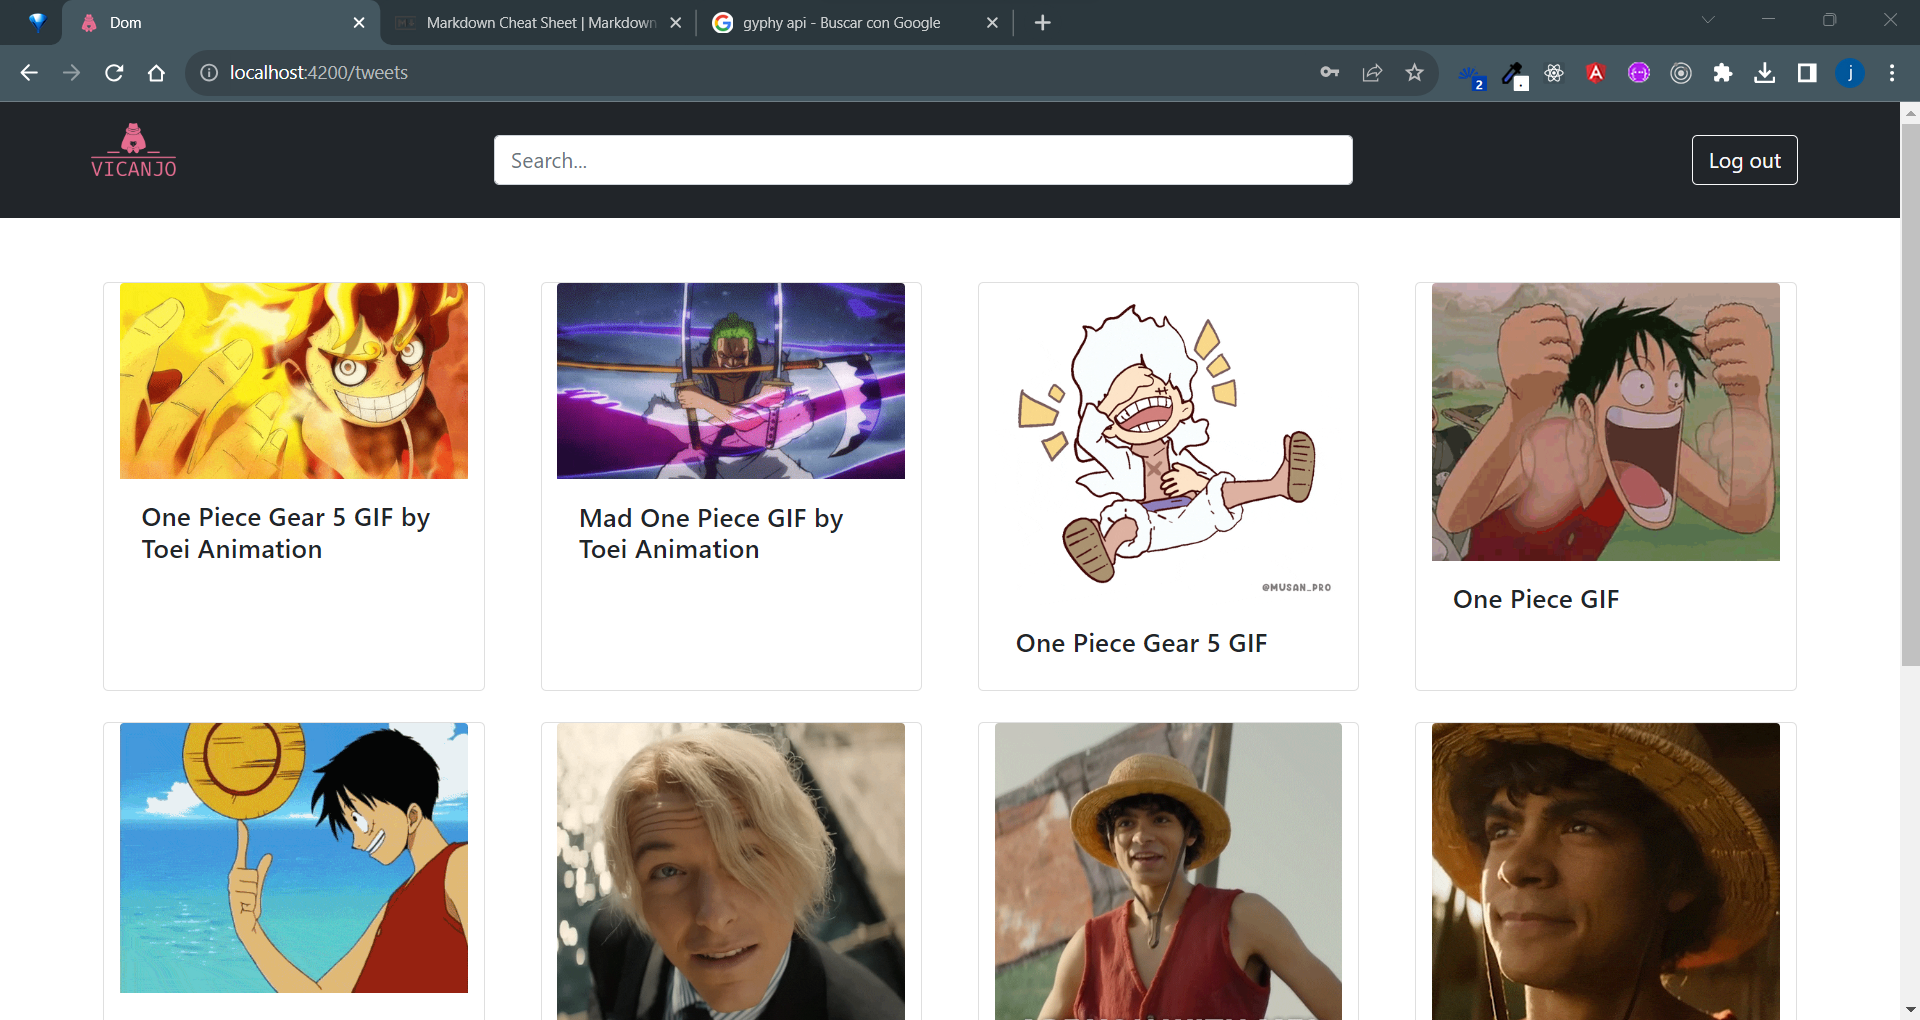 Dom
Markdown Cheat Sheet | Markdown
gyphy api - Buscar con Google
localhost:4200/tweets
2
j
VICANJO
Search...
Log out
@MUSAN_PRO
One Piece Gear 5 GIF by
Toei Animation
Mad One Piece GIF by
Toei Animation
One Piece Gear 5 GIF
One Piece GIF